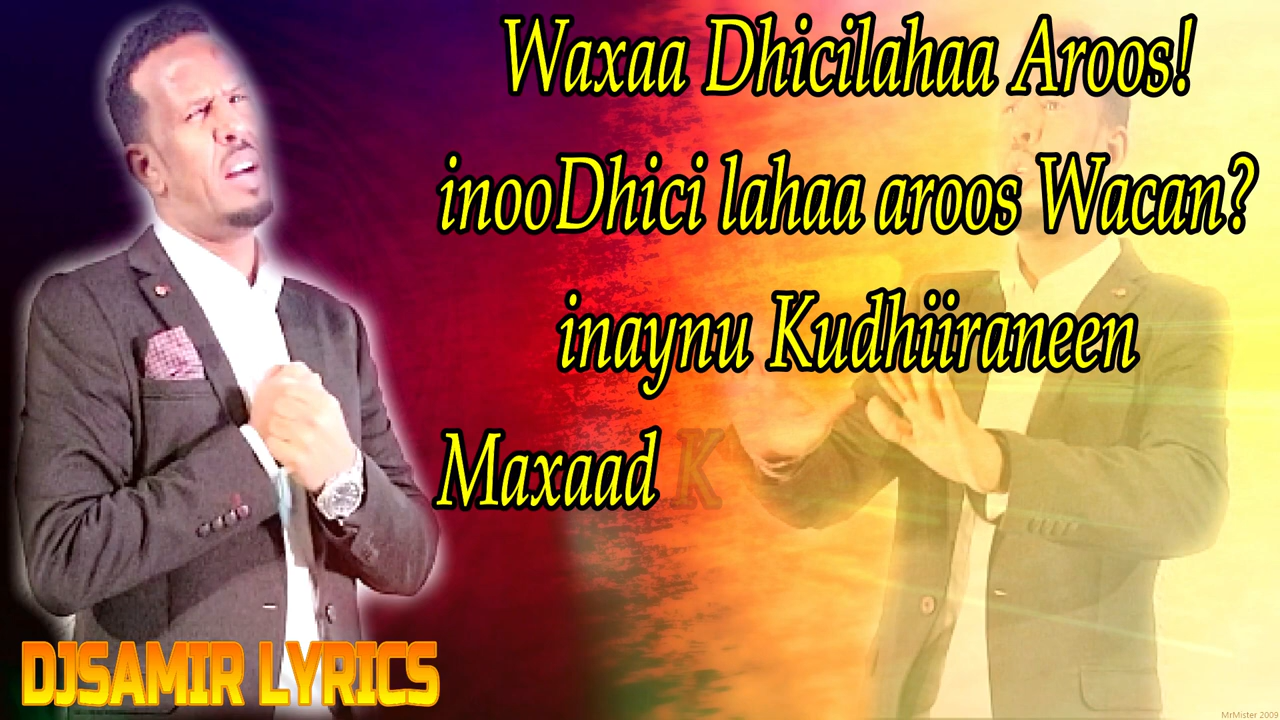 Waxaa Dhicilahaa Aroos!
inooDhici lahaa aroos Wacan?
inaynu Kudhiiraneen
Maxaad K
DJSAMIR LYRICS
MrMister 2009